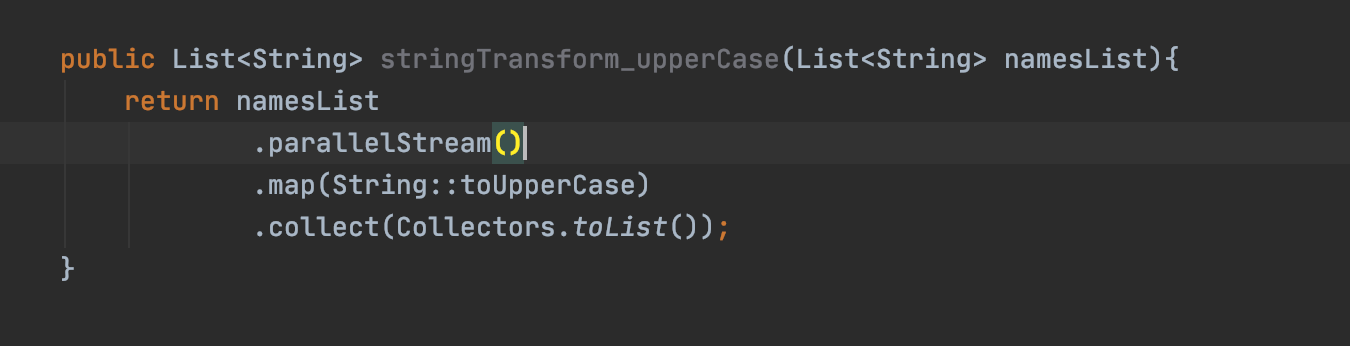 public List<String> stringTransform_upperCase(List<String> namesList){
return namesList
.parallelStream()
.map(String::toUpperCase)
.collect(Collectors.toList());
}